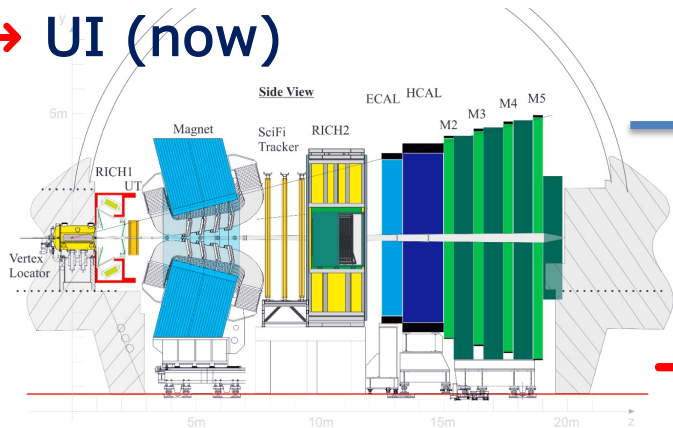 UI (now)
y
Side View
ECAL HCAL
M2 M3 M4 M5
5m
Magnet
SciFi
Tracker
RICH2
RICH1
UT
Vertex
Locator
5m 10m 15m 20m z